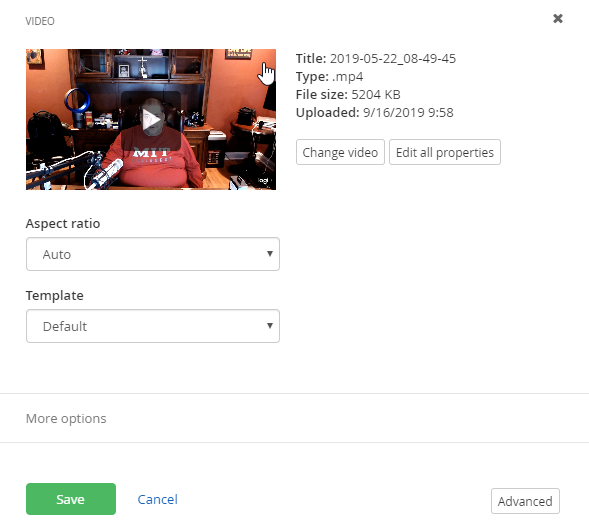 VIDEO
Title: 2019-05-22_08-49-45
Type: .mp4
File size: 5204 KB
Uploaded: 9/16/2019 9:58
MIT
Change video
Edit all properties
Aspect ratio
Auto
Template
Default
More options
Save
Cancel
Advanced